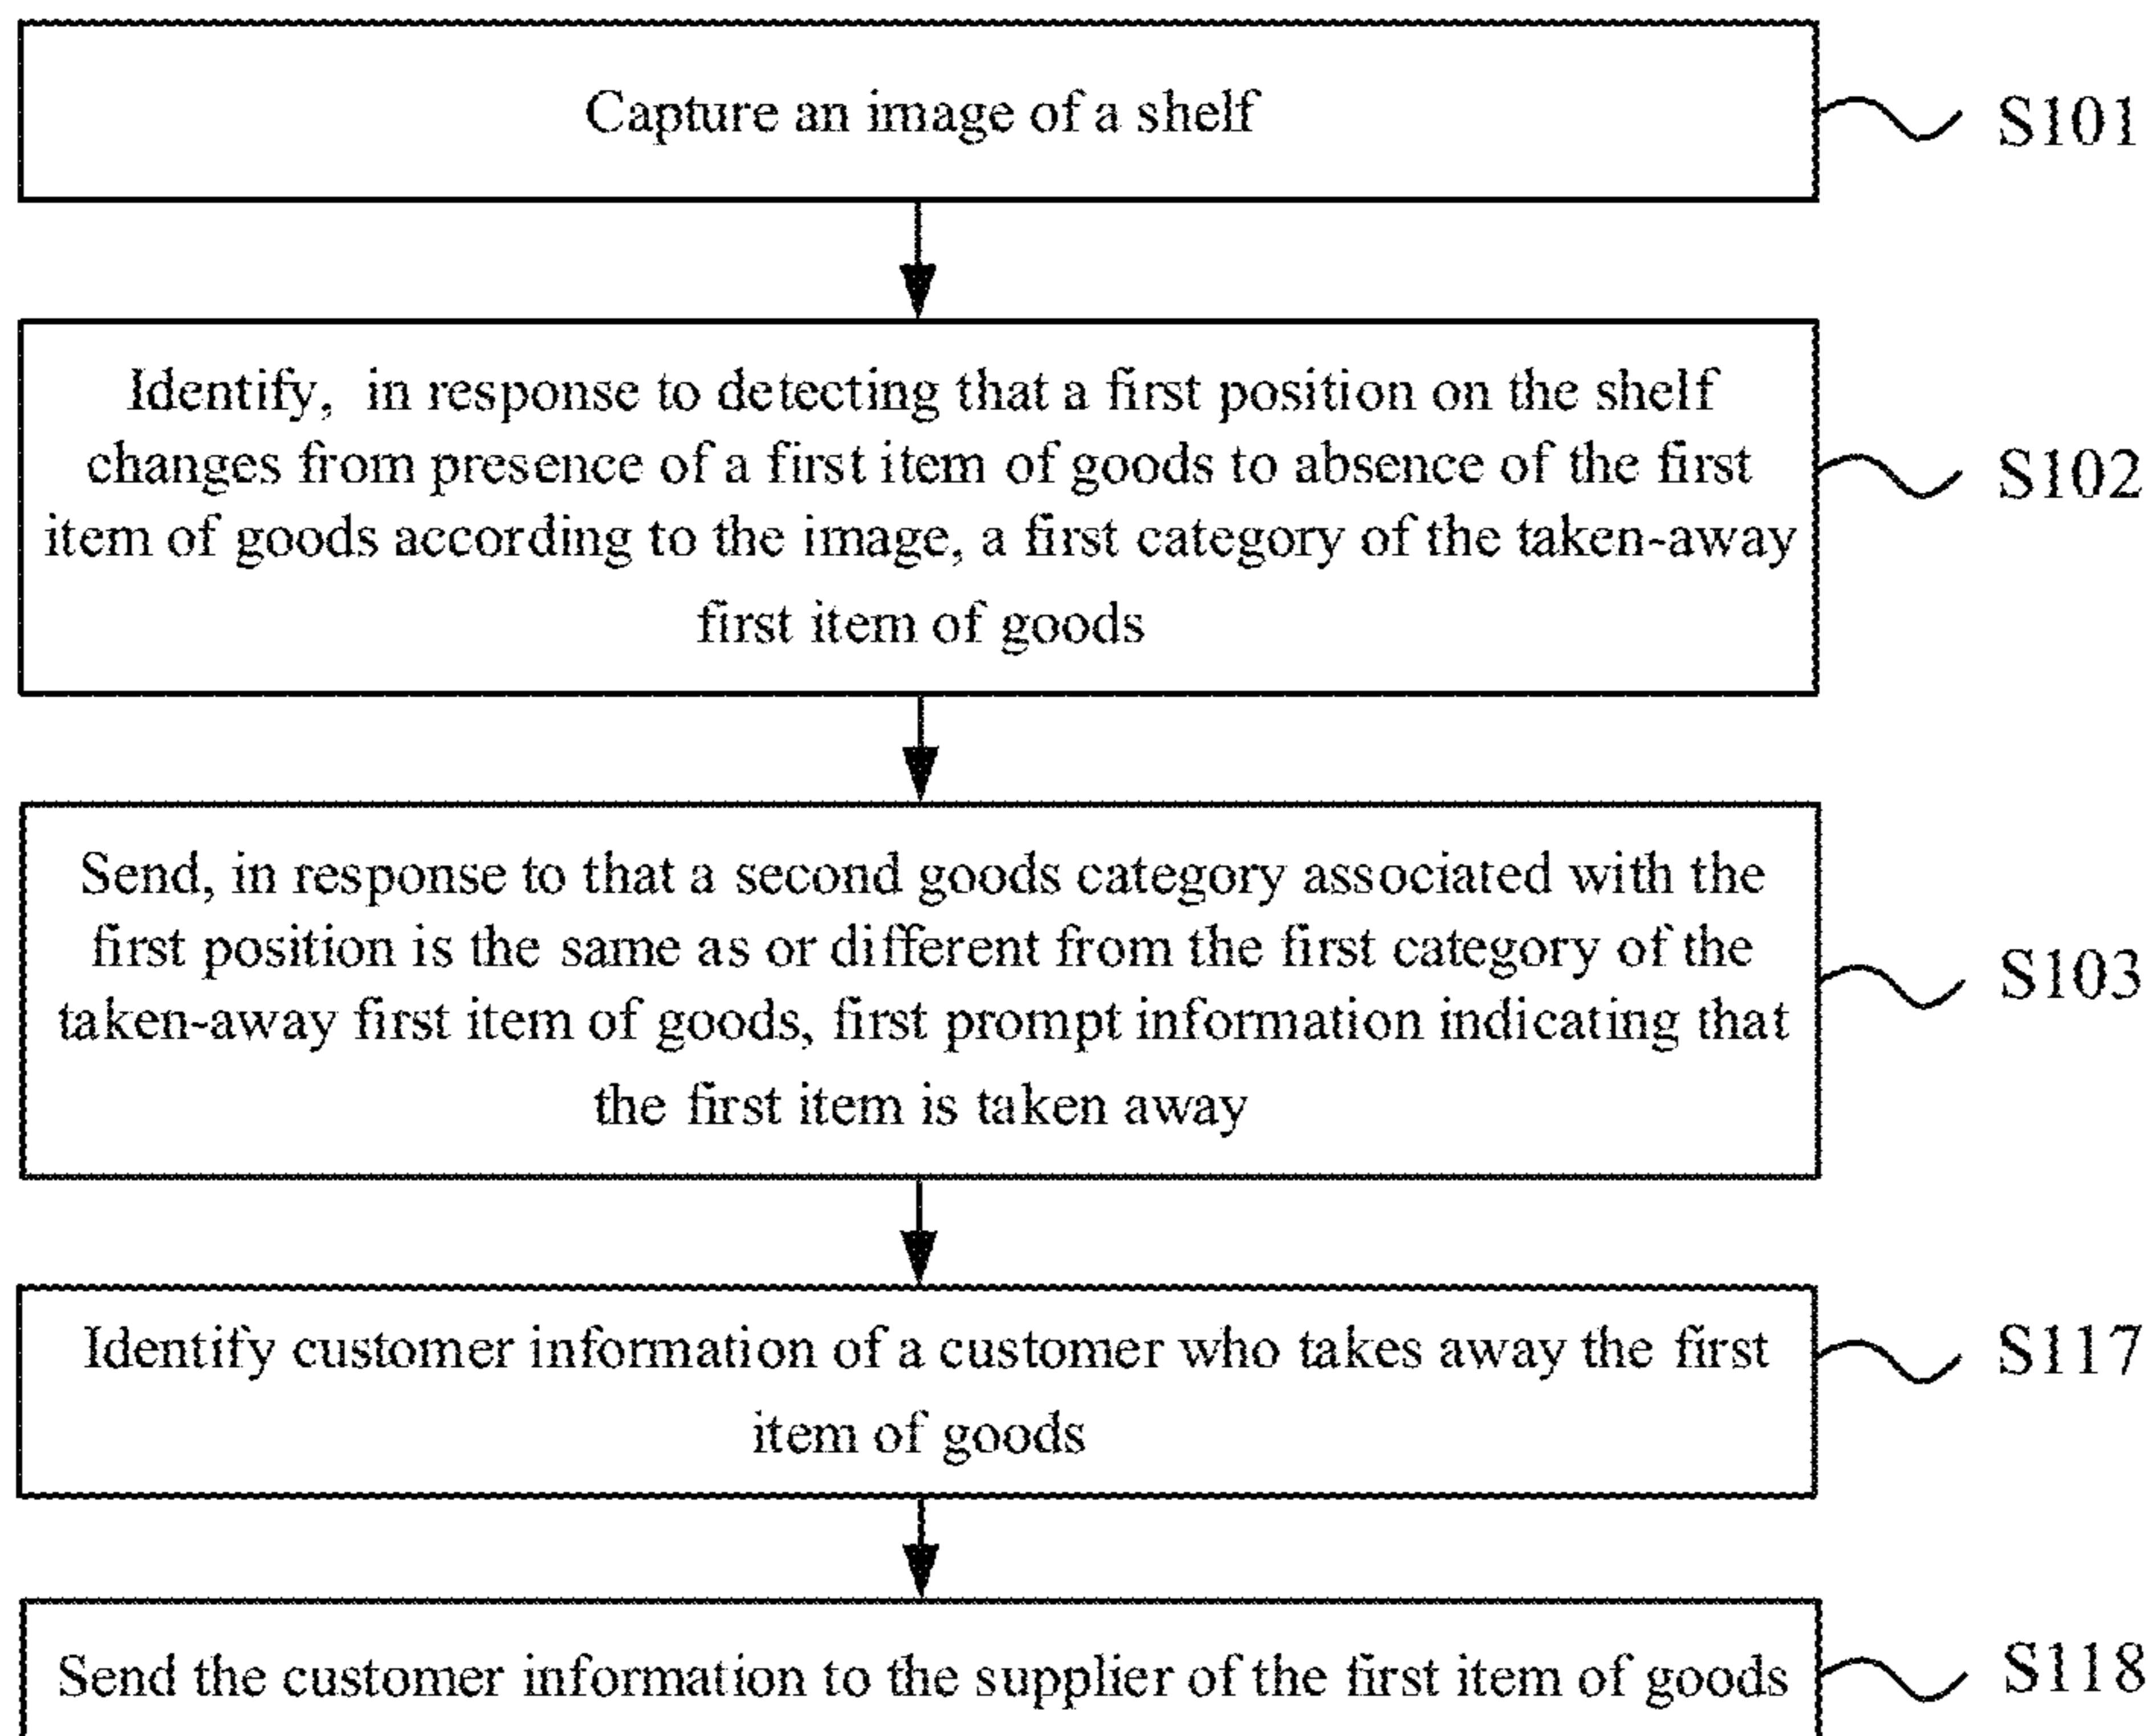 Capture an image of a shelf
S101
Identify, in response to detecting that a first position on the shelf
changes from presence of a first item of goods to absence of the first
item of goods according to the image, a first category of the taken-away
first item of goods
S102
Send, in response to that a second goods category associated with the
first position is the same as or different from the first category of the
taken-away first item of goods, first prompt information indicating that
the first item is taken away
S103
Identify customer information of a customer who takes away the first
item of goods
S117
Send the customer information to the supplier of the first item of goods
S118